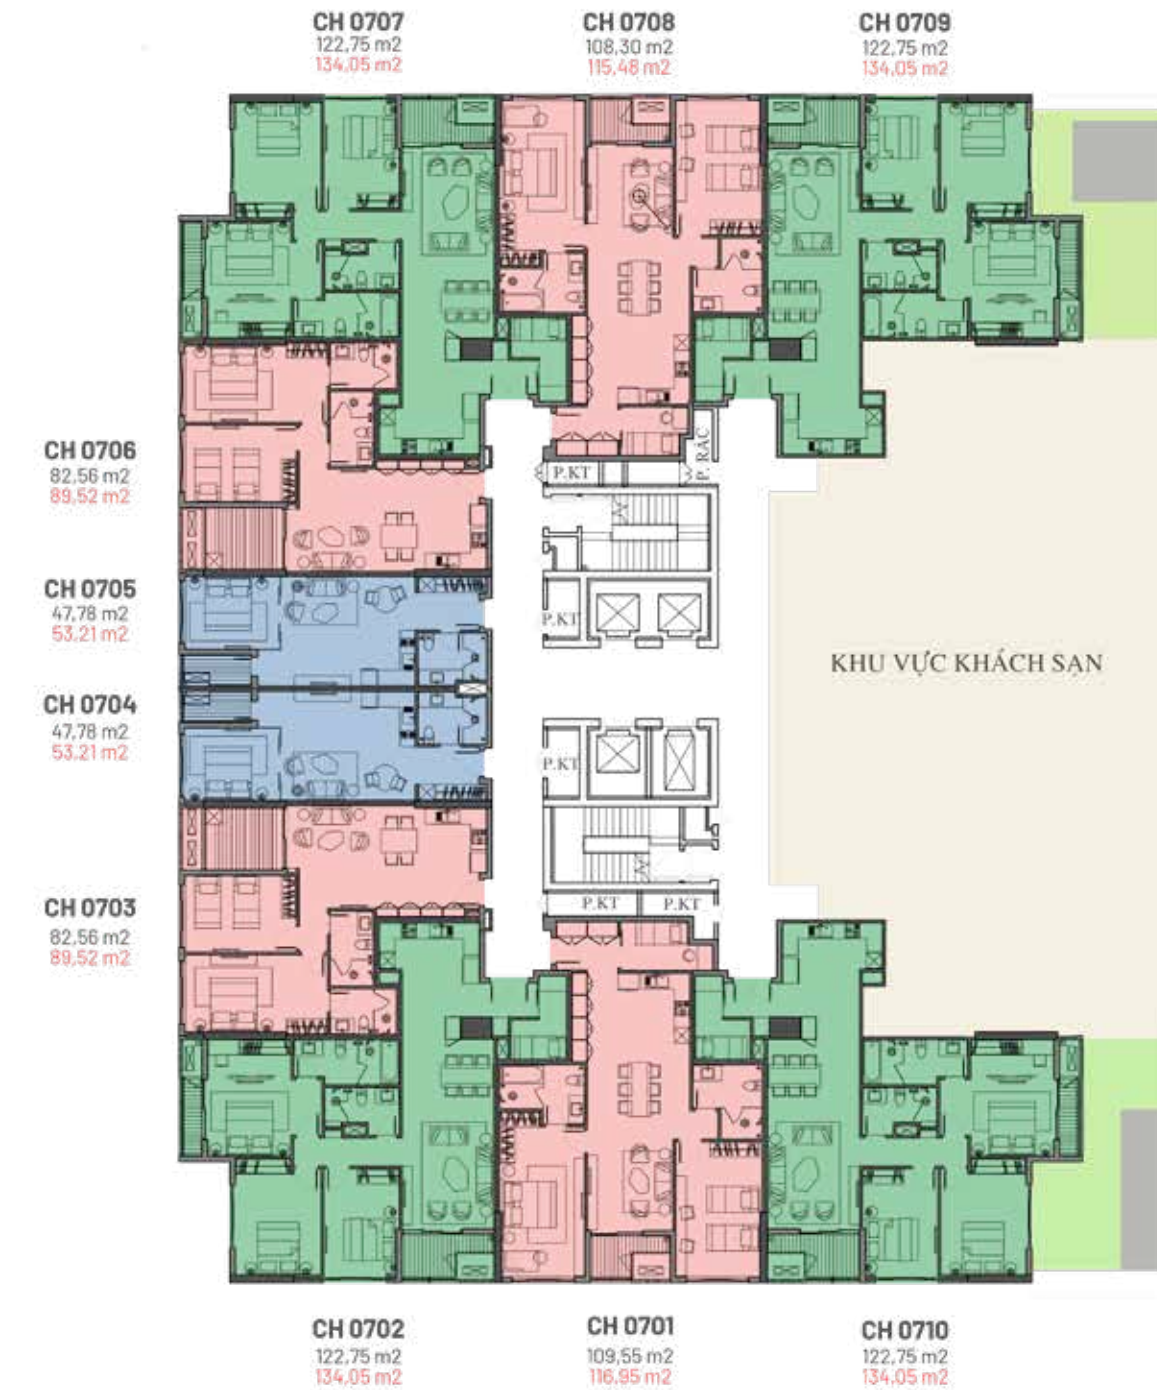 CH 0707
122,75 m2
134,05 m2
CH 0708
108,30 m2
115,48 m2
CH 0709
122,75 m2
134,05 m2
CH 0706
82,56 m2
89,52 m2
P.KT
P. RÁC
CH 0705
47,78 m2
53,21 m2
P.KT
KHU VỰC KHÁCH SẠN
CH 0704
47,78 m2
53,21 m2
P.KT
CH 0703
82,56 m2
89,52 m2
P.KT
P.KT
CH 0702
122,75 m2
134,05 m2
CH 0701
109,55 m2
116,95 m2
CH 0710
122,75 m2
134,05 m2